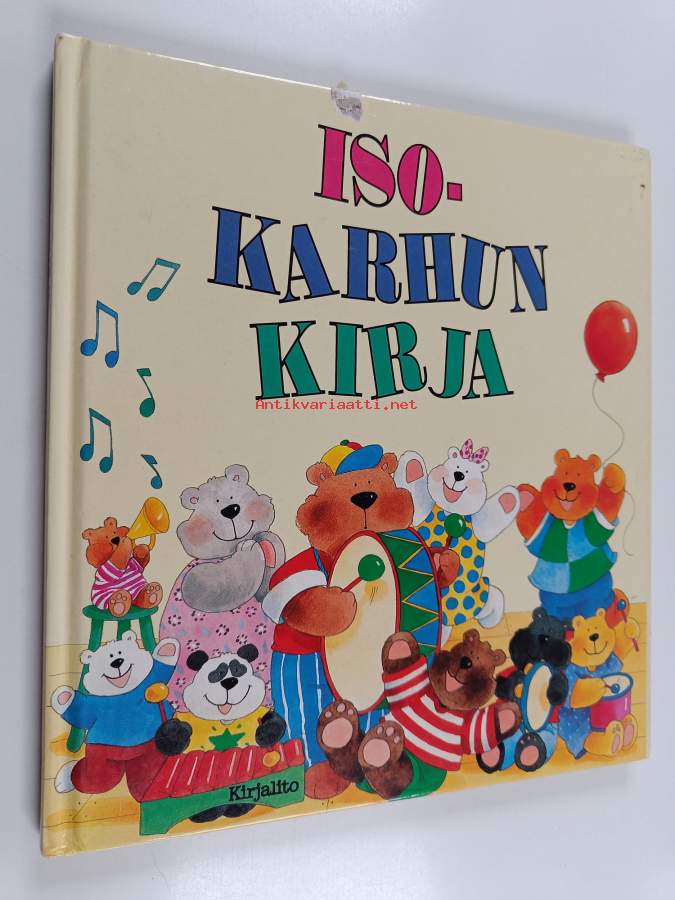 ISO-
KARHUN
KIRJA
Antikvariaatti.net
Kirjalito